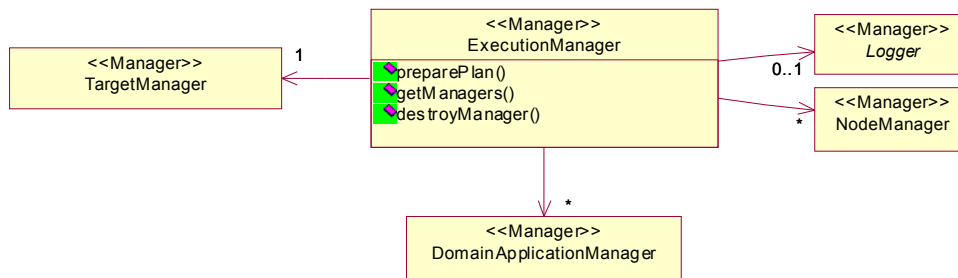 <<Manager>>
TargetManager
1
<<Manager>>
ExecutionManager
preparePlan()
getManagers()
destroyManager()
<<Manager>>
Logger
0..1
<<Manager>>
NodeManager
*
*
<<Manager>>
DomainApplicationManager